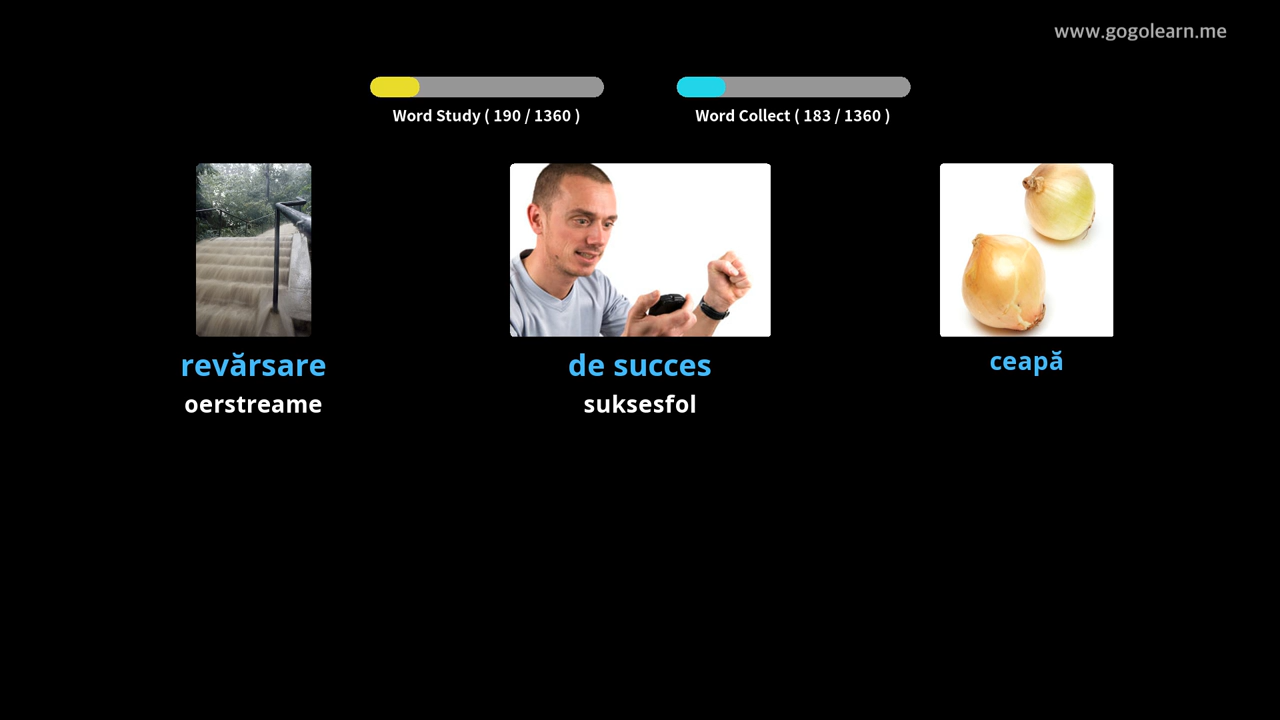 www.gogolearn.me
Word Study ( 190 / 1360 )
Word Collect ( 183 / 1360 )
revărsare
oerstreame
de succes
suksesfol
ceapă